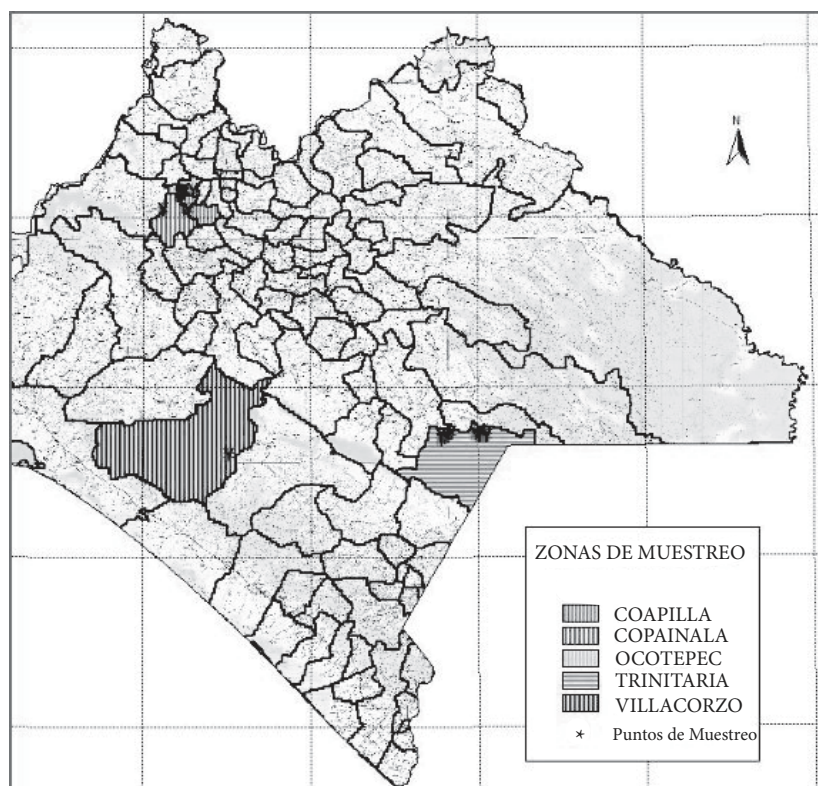 N
ZONAS DE MUESTREO
COAPILLA
COPAINALA
OCOTEPEC
TRINITARIA
VILLACORZO
Puntos de Muestreo